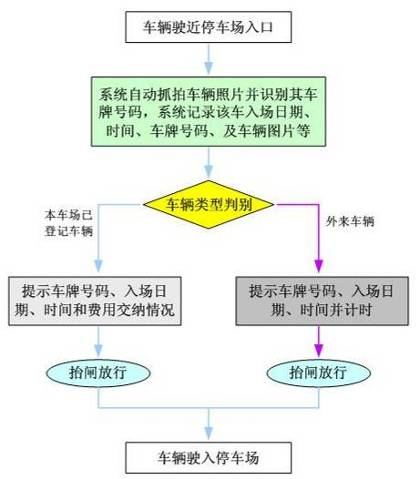 车辆驶近停车场入口
系统自动抓拍车辆照片并识别其车
牌号码，系统记录该车入场日期、
时间、车牌号码、及车辆图片等
车辆类型判别
本车场已
登记车辆
外来车辆
提示车牌号码、入场日
期、时间和费用交纳情况
提示车牌号码、入场日
期、时间并计时
抬闸放行
抬闸放行
车辆驶入停车场